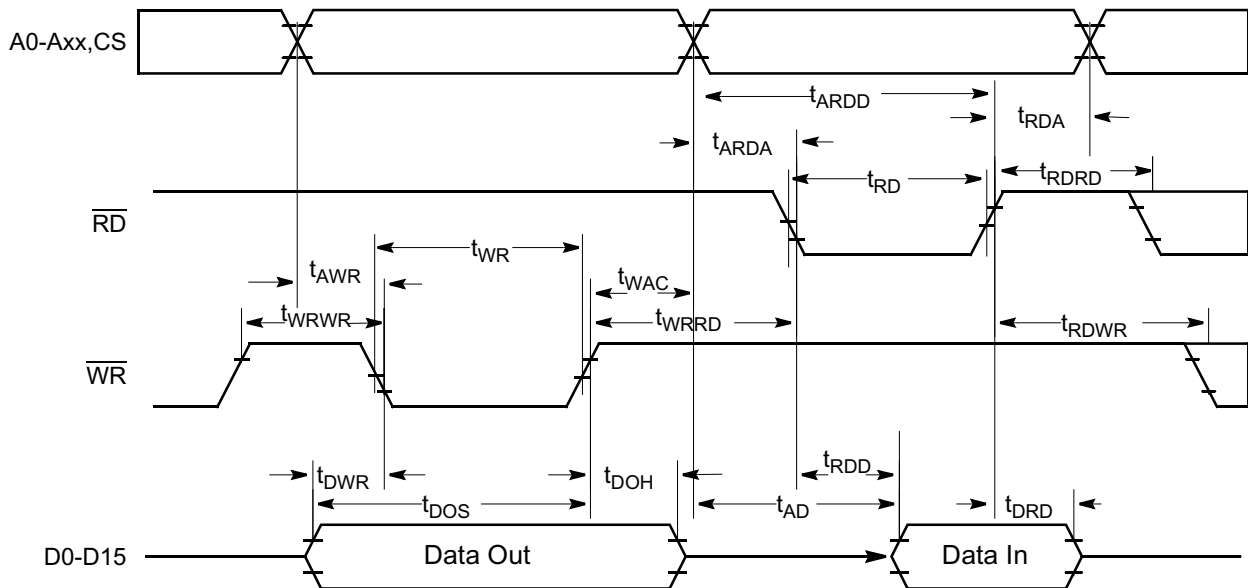 A0-Axx,CS
tARDD
tRDA
tARDA
tRD
tRDRD
RD
tWR
tAWR
tWAC
tWRWR
tWRRD
tRDWR
WR
tRDD
tDWR
tDOH
tDOS
tAD
tDRD
D0-D15
Data Out
Data In